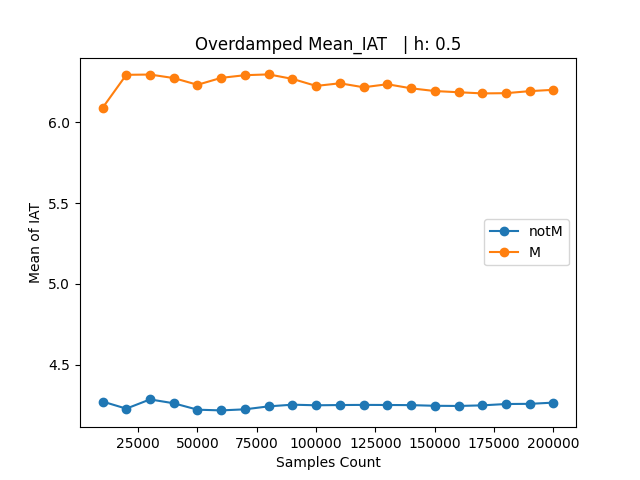 Overdamped Mean_IAT | h: 0.5
Mean of IAT
6.0
5.5
5.0
4.5
notM
M
25000 50000 75000 100000 125000 150000 175000 200000
Samples Count